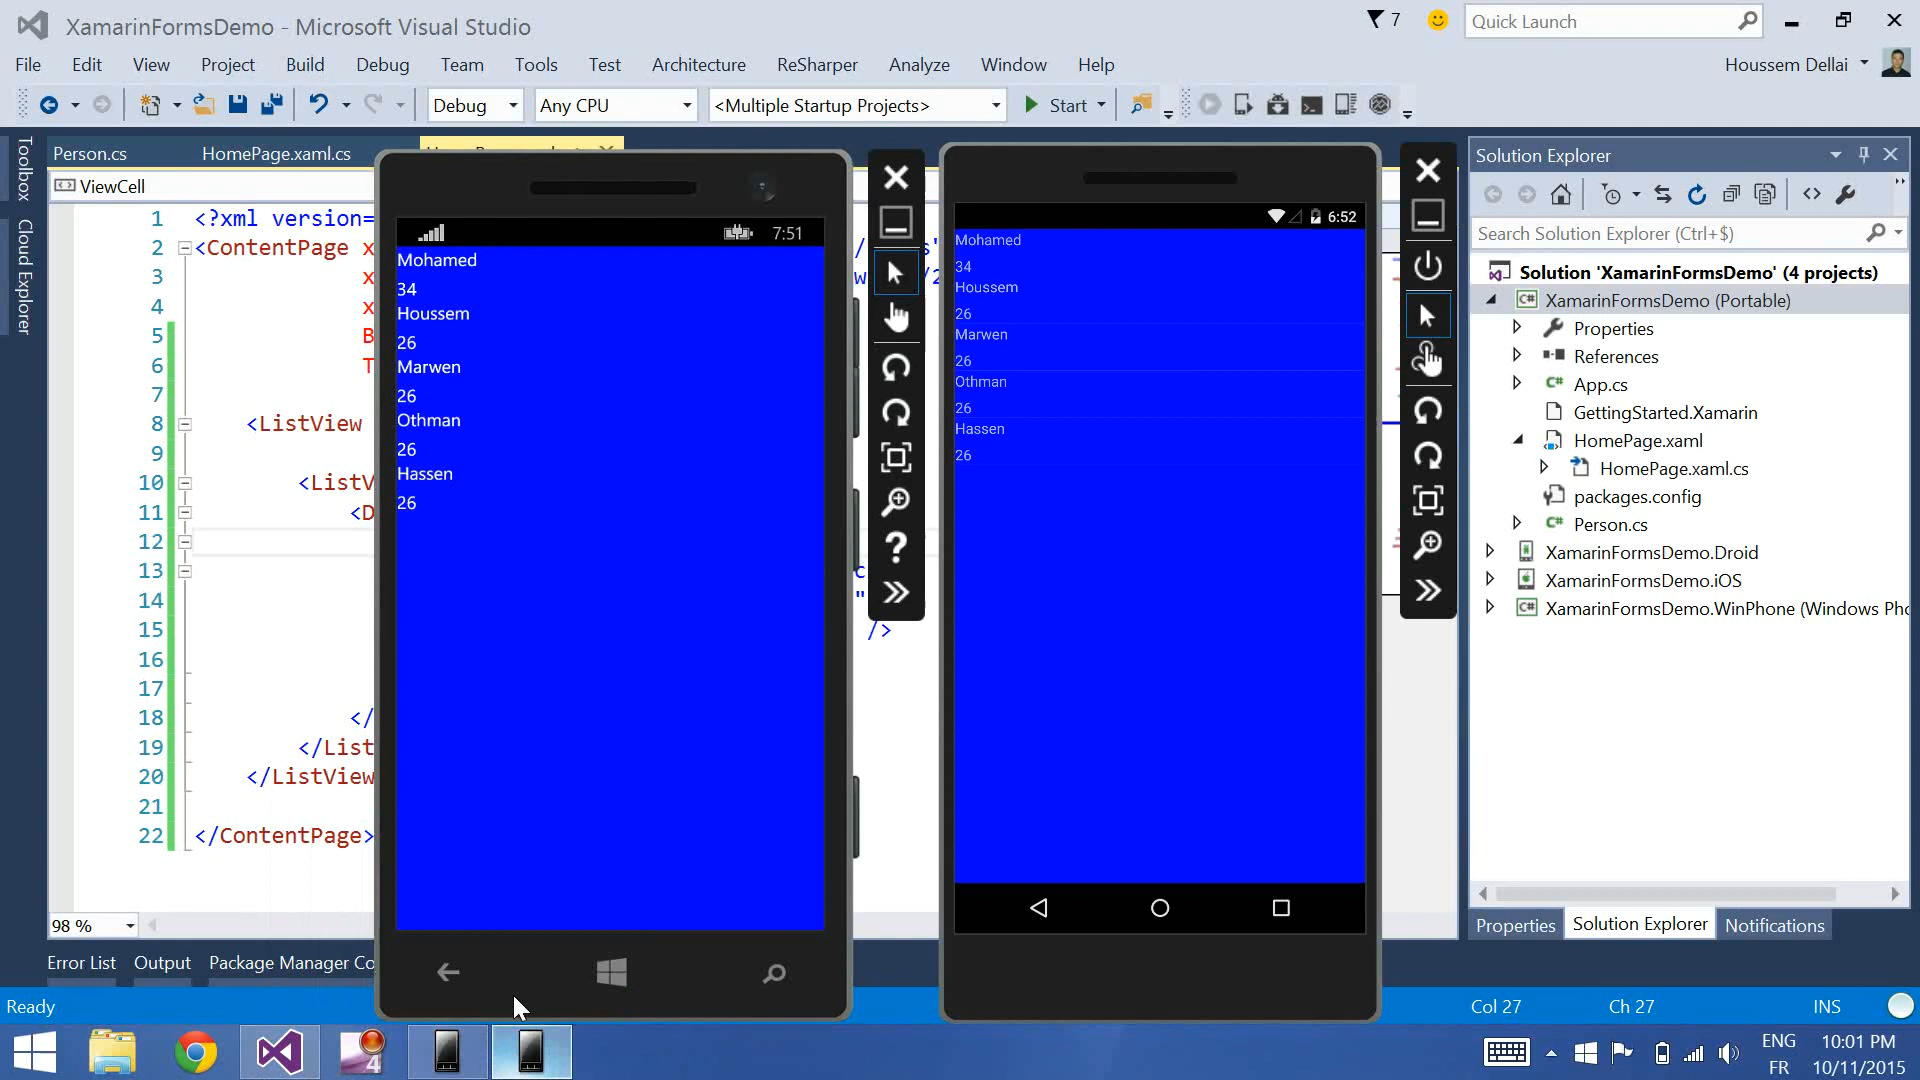 XamarinFormsDemo - Microsoft Visual Studio
7
Quick Launch
File Edit View Project Build Debug Team Tools Test Architecture ReSharper Analyze Window Help
Houssem Dellai
Debug
Any CPU
<Multiple Startup Projects>
Start
Toolbox
Cloud Explorer
Person.cs
HomePage.xaml.cs
ViewCell
1 <?xml version=
2 <ContentPage x
3 x
4 x
5 B
6 T
7
8 <ListView
9
10 <ListV
11 <D
12
13
14
15 />
16
17
18 </
19 </List
20 </ListView
21
22 </ContentPage>
98 %
7:51
Mohamed
34
Houssem
26
Marwen
26
Othman
26
Hassen
26
6:52
Mohamed
34
Houssem
26
Marwen
26
Othman
26
Hassen
26
Solution Explorer
Search Solution Explorer (Ctrl+$)
Solution 'XamarinFormsDemo' (4 projects)
XamarinFormsDemo (Portable)
Properties
References
App.cs
GettingStarted.Xamarin
HomePage.xaml
HomePage.xaml.cs
packages.config
Person.cs
XamarinFormsDemo.Droid
XamarinFormsDemo.iOS
XamarinFormsDemo.WinPhone (Windows Pho
Properties Solution Explorer Notifications
Error List Output Package Manager Co
Ready
Col 27
Ch 27
INS
4
ENG
FR
10:01 PM
10/11/2015